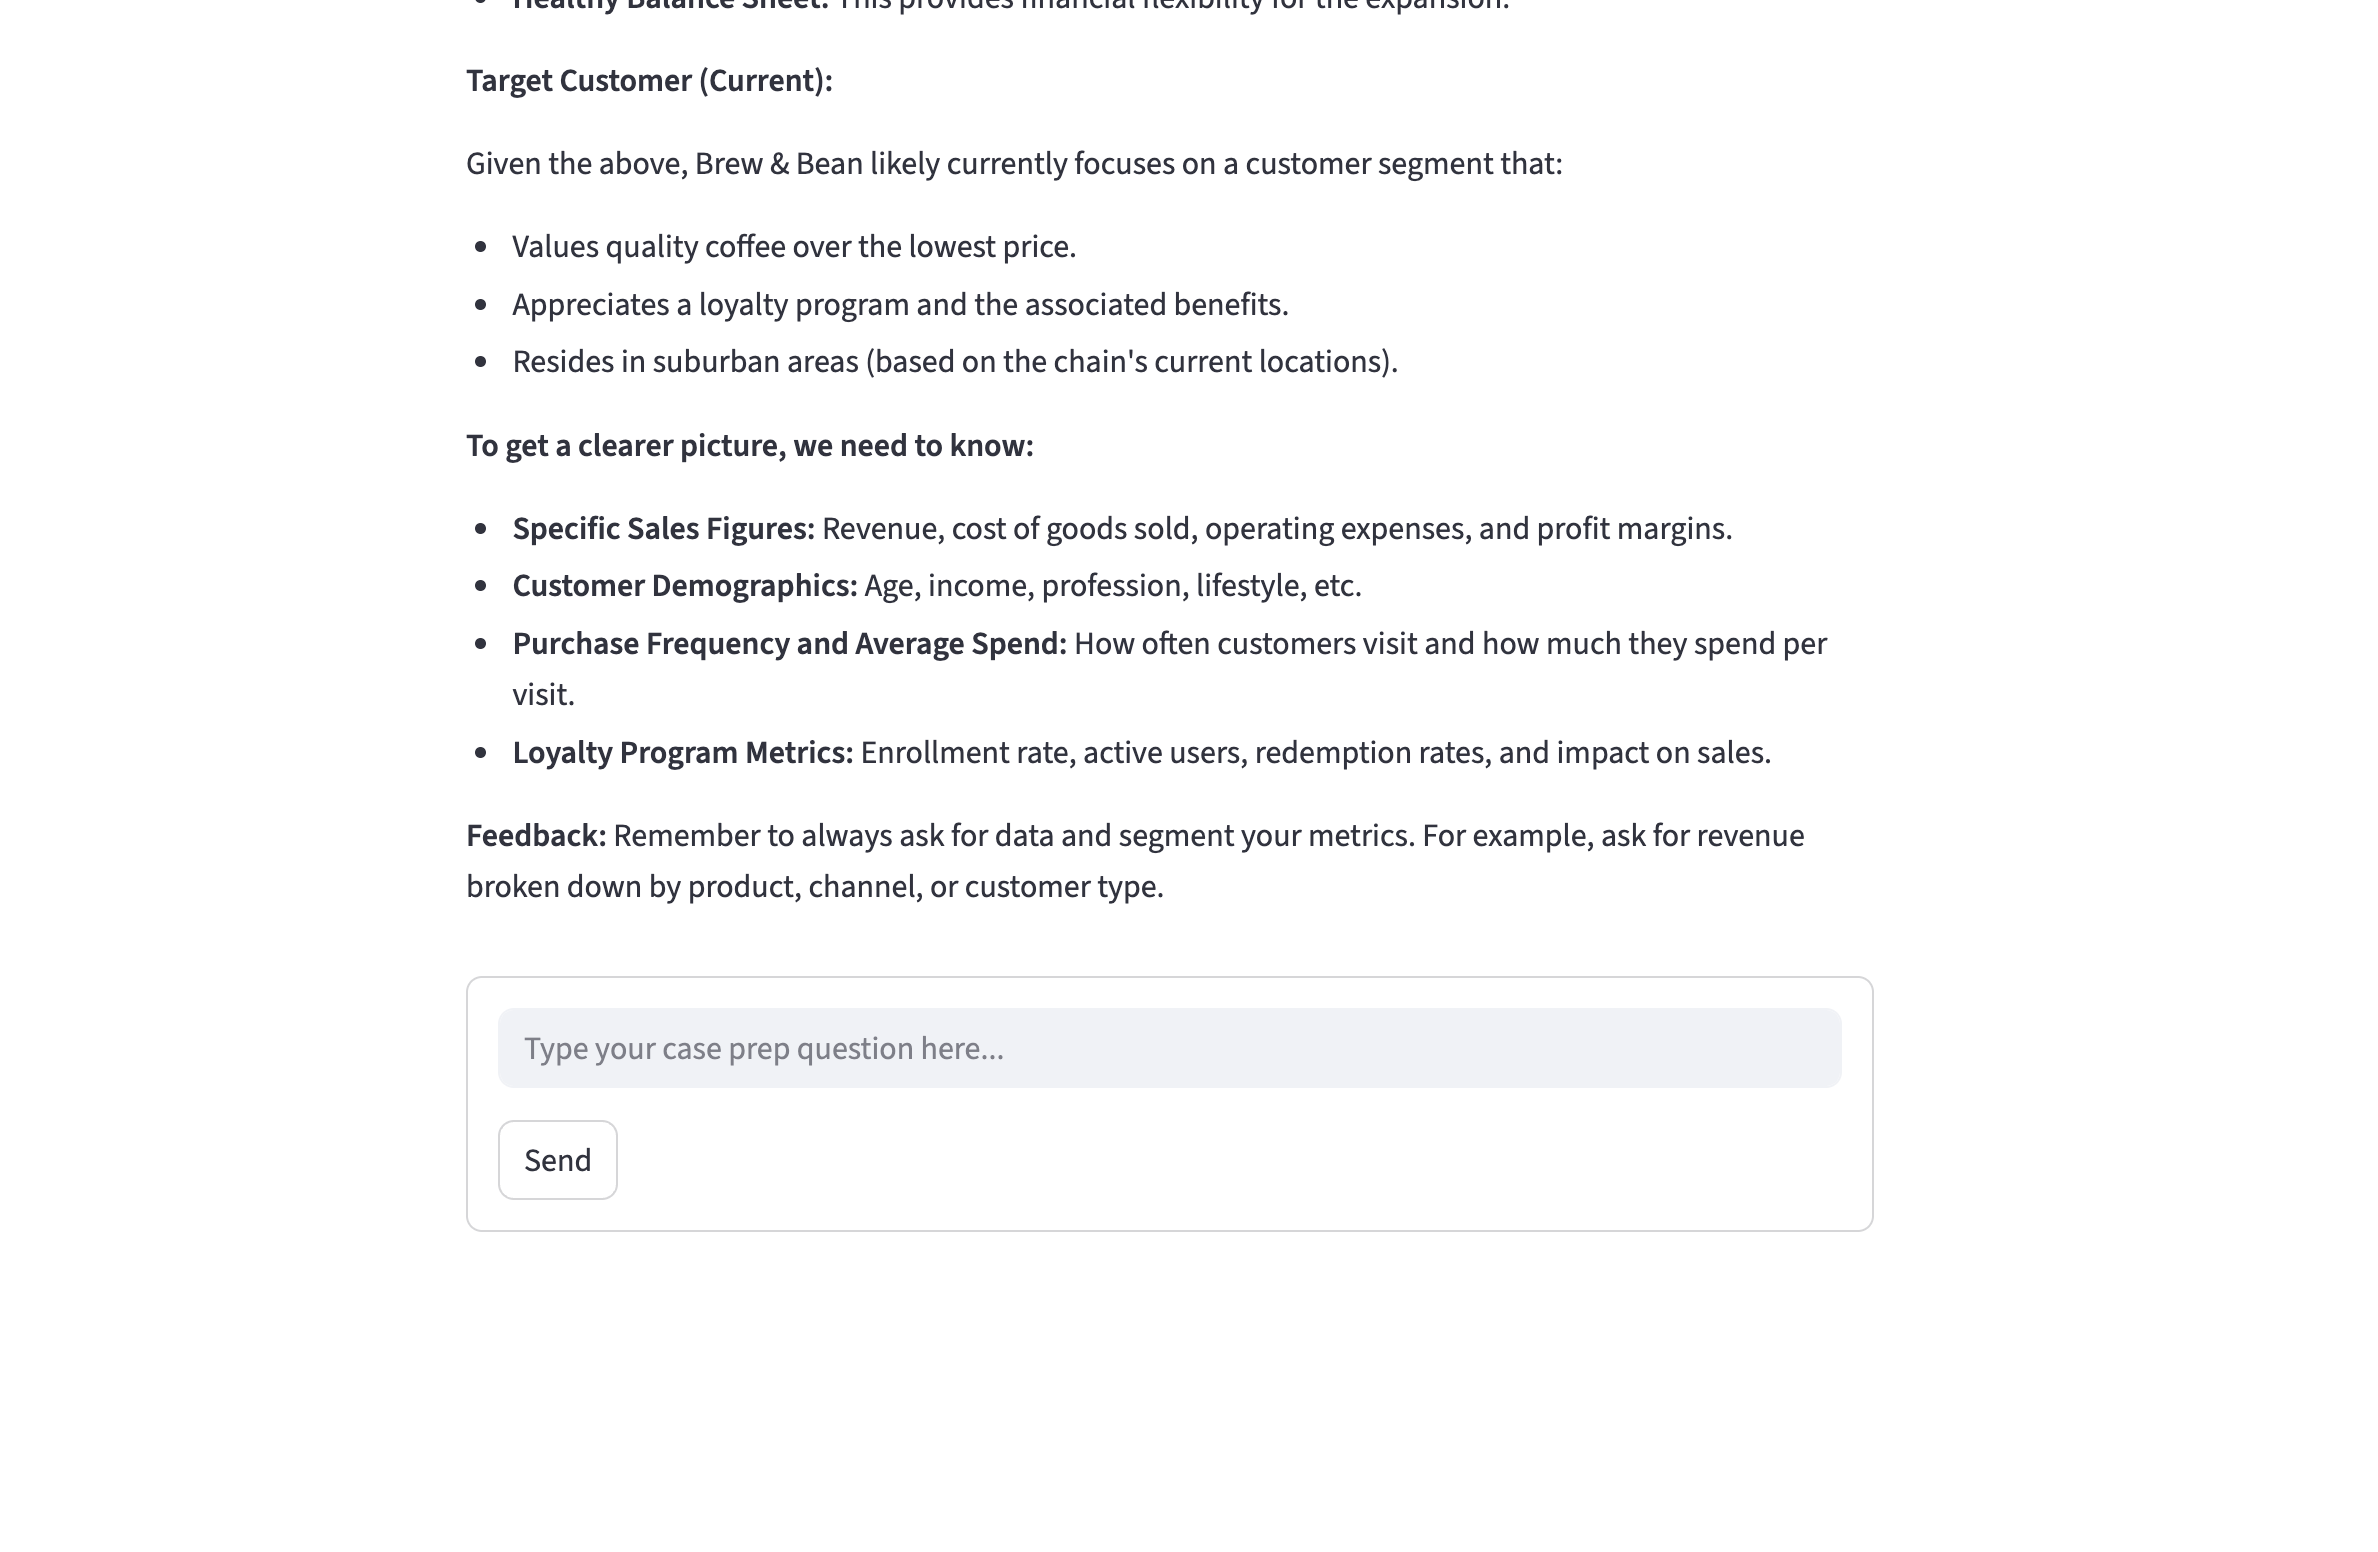 Healthy Balance Sheet: This provides financial flexibility for the expansion.
Target Customer (Current):
Given the above, Brew & Bean likely currently focuses on a customer segment that:
Values quality coffee over the lowest price.
Appreciates a loyalty program and the associated benefits.
Resides in suburban areas (based on the chain's current locations).
To get a clearer picture, we need to know:
Specific Sales Figures: Revenue, cost of goods sold, operating expenses, and profit margins.
Customer Demographics: Age, income, profession, lifestyle, etc.
Purchase Frequency and Average Spend: How often customers visit and how much they spend per
visit.
Loyalty Program Metrics: Enrollment rate, active users, redemption rates, and impact on sales.
Feedback: Remember to always ask for data and segment your metrics. For example, ask for revenue
broken down by product, channel, or customer type.
Type your case prep question here...
Send